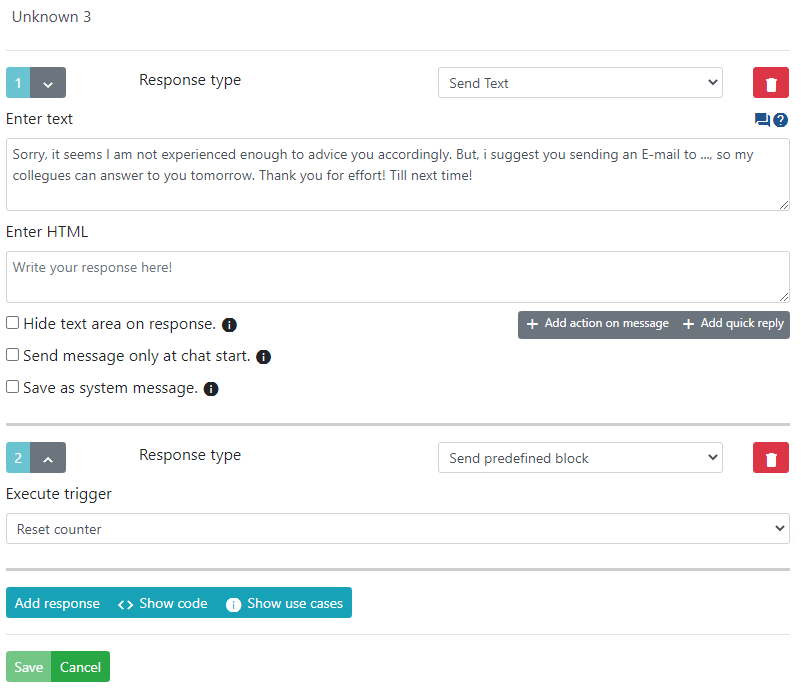 Unknown 3
1 Response type Send Text
Enter text
Sorry, it seems I am not experienced enough to advice you accordingly. But, i suggest you sending an E-mail to ..., so my
collegues can answer to you tomorrow. Thank you for effort! Till next time!
Enter HTML
Write your response here!
Hide text area on response.
Add action on message Add quick reply
Send message only at chat start.
Save as system message.
2 Response type Send predefined block
Execute trigger
Reset counter
Add response <> Show code Show use cases
Save Cancel